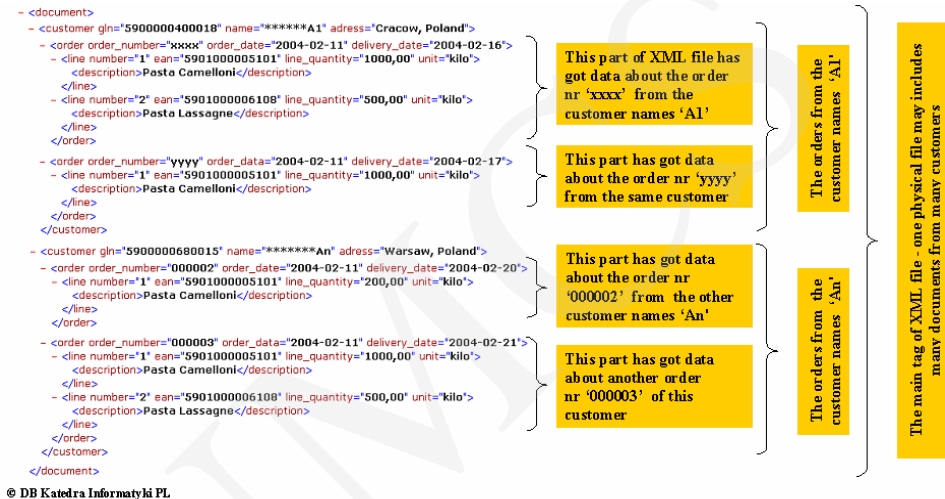 - <document>
- <customer gln="5900000400018" name="******A1" adress="Cracow, Poland">
- <order order_number="xxxx" order_date="2004-02-11" delivery_date="2004-02-16">
- <line number="1" ean="5901000005101" line_quantity="1000,00" unit="kilo">
<description>Pasta Camelloni</description>
</line>
- <line number="2" ean="5901000006108" line_quantity="500,00" unit="kilo">
<description>Pasta Lassagne</description>
</line>
</order>
- <order order_number="yyyy" order_data="2004-02-11" delivery_date="2004-02-17">
- <line number="1" ean="5901000005101" line_quantity="1000,00" unit="kilo">
<description>Pasta Camelloni</description>
</line>
</order>
</customer>
- <customer gln="5900000680015" name="*******An" adress="Warsaw, Poland">
- <order order_number="000002" order_date="2004-02-11" delivery_date="2004-02-20">
- <line number="1" ean="5901000005101" line_quantity="200,00" unit="kilo">
<description>Pasta Camelloni</description>
</line>
</order>
- <order order_number="000003" order_date="2004-02-11" delivery_date="2004-02-21">
- <line number="1" ean="5901000005101" line_quantity="1000,00" unit="kilo">
<description>Pasta Camelloni</description>
</line>
- <line number="2" ean="5901000006108" line_quantity="500,00" unit="kilo">
<description>Pasta Lassagne</description>
</line>
</order>
</customer>
</document>
This part of XML file has
got data about the order
nr 'xxxx' from the
customer names 'A1'
This part has got data
about the order nr 'yyyy'
from the same customer
This part has got data
about the order nr
'000002' from the other
customer names 'An'
This part has got data
about another order
nr '000003' of this
customer
The orders from the
customer names 'A1'
The orders from the
customer names 'An'
The main tag of XML file - one physical file may includes
many documents from many customers
© DB Katedra Informatyki PL